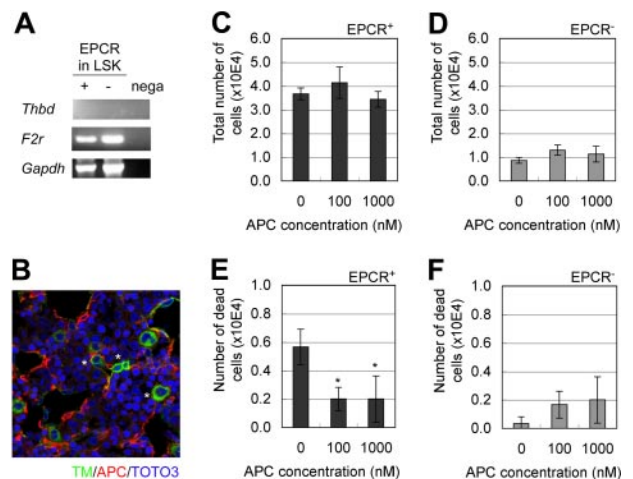 A
EPCR
in LSK
+ - nega
Thbd
F2r
Gapdh
B
*
*
*
TM/APC/TOTO3
C
EPCR+
Total number of
cells (x10E4)
6.0
5.0
4.0
3.0
2.0
1.0
0.0
0 100 1000
APC concentration (nM)
D
EPCR-
Total number of
cells (x10E4)
6.0
5.0
4.0
3.0
2.0
1.0
0.0
0 100 1000
APC concentration (nM)
E
EPCR+
Number of dead
cells (x10E4)
1.0
0.8
0.6
0.4
0.2
0.0
*
*
0 100 1000
APC concentration (nM)
F
EPCR-
Number of dead
cells (x10E4)
1.0
0.8
0.6
0.4
0.2
0.0
0 100 1000
APC concentration (nM)